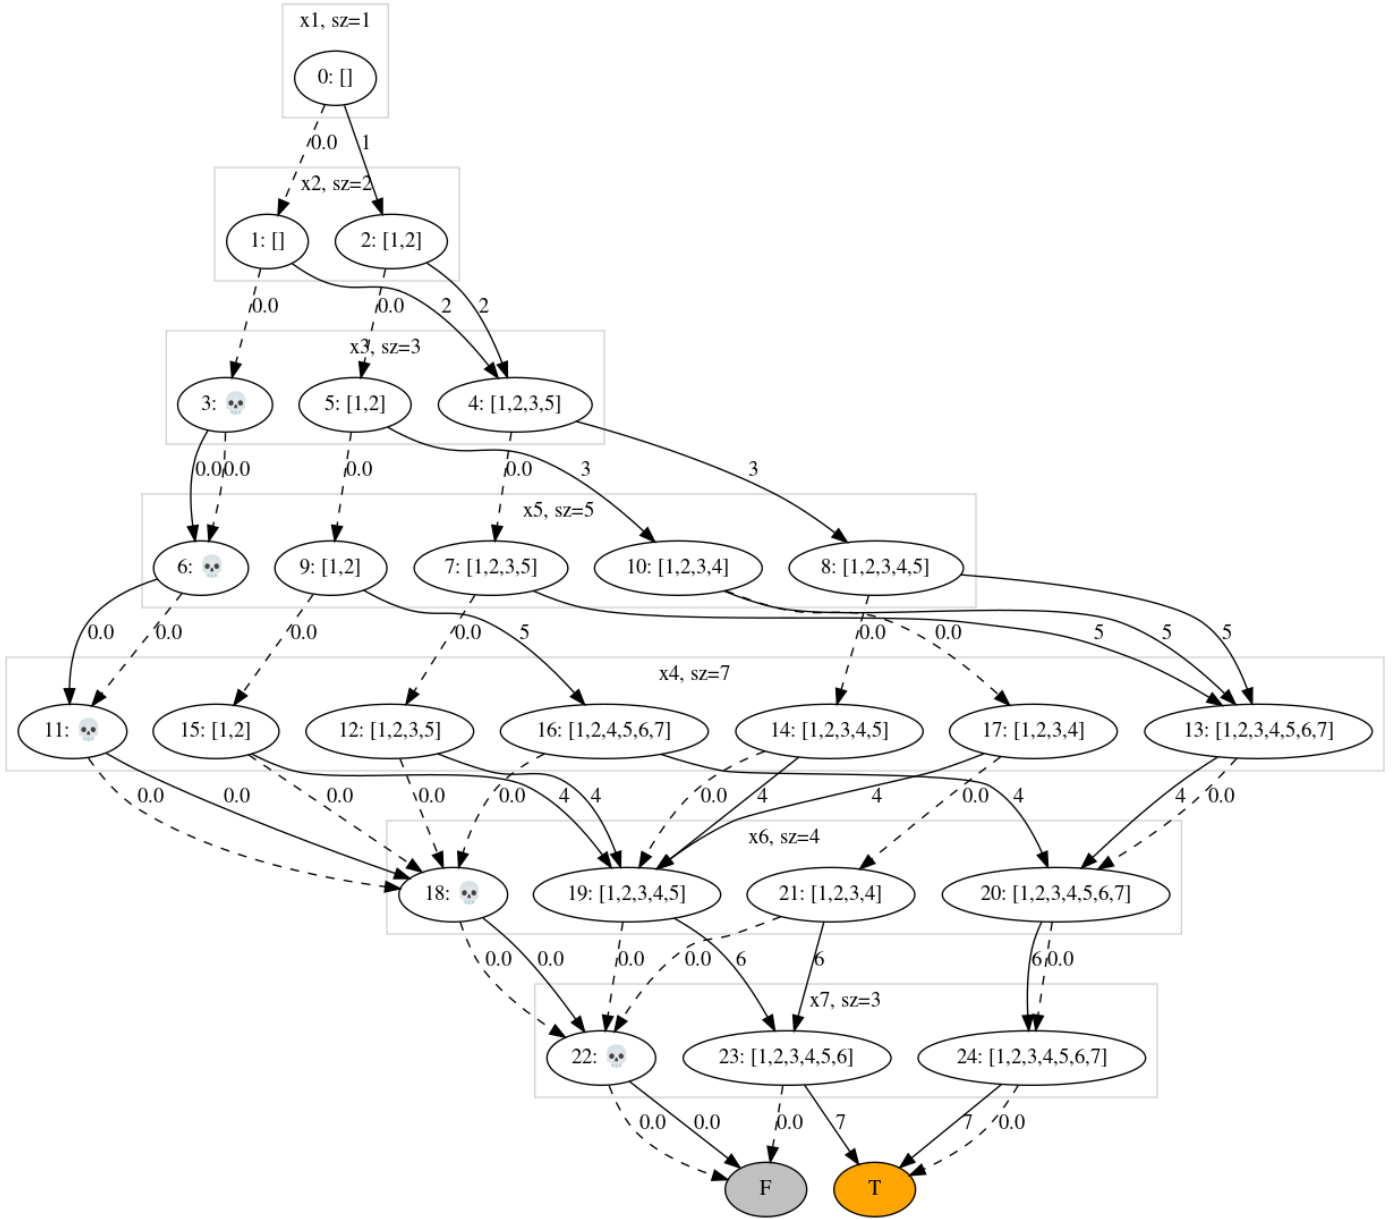 x1, sz=1
0: []
0.0 1
x2, sz=2
1: [] 2: [1,2]
0.0 0.0 2 2
x3, sz=3
3: 💀 5: [1,2] 4: [1,2,3,5]
0.0 0.0 0.0 0.0 3 3
x5, sz=5
6: 💀 9: [1,2] 7: [1,2,3,5] 10: [1,2,3,4] 8: [1,2,3,4,5]
0.0 0.0 0.0 0.0 5 0.0 0.0 5 5 5
x4, sz=7
11: 💀 15: [1,2] 12: [1,2,3,5] 16: [1,2,4,5,6,7] 14: [1,2,3,4,5] 17: [1,2,3,4] 13: [1,2,3,4,5,6,7]
0.0 0.0 0.0 0.0 0.0 4 4 0.0 4 4 0.0 4 4 0.0
x6, sz=4
18: 💀 19: [1,2,3,4,5] 21: [1,2,3,4] 20: [1,2,3,4,5,6,7]
0.0 0.0 0.0 0.0 6 6 6 0.0
x7, sz=3
22: 💀 23: [1,2,3,4,5,6] 24: [1,2,3,4,5,6,7]
0.0 0.0 0.0 7 7 0.0
F T